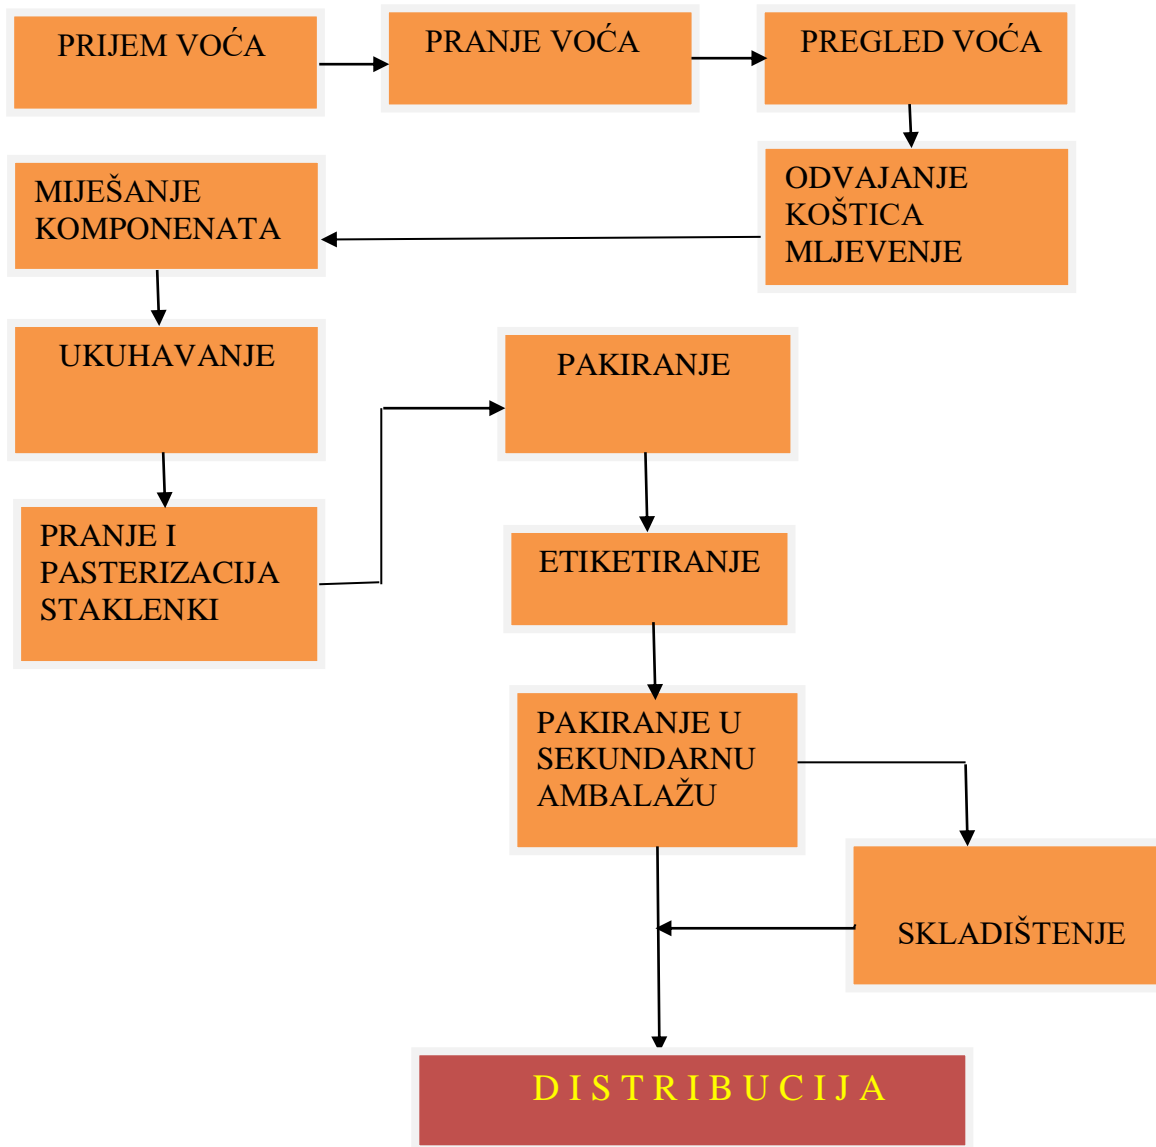 PRIJEM VOĆA
PRANJE VOĆA
PREGLED VOĆA
ODVAJANJE
KOŠTICA
MLJEVENJE
MIJEŠANJE
KOMPONENATA
UKUHAVANJE
PRANJE I
PASTERIZACIJA
STAKLENKI
PAKIRANJE
ETIKETIRANJE
PAKIRANJE U
SEKUNDARNU
AMBALAŽU
SKLADIŠTENJE
D I S T R I B U C I J A